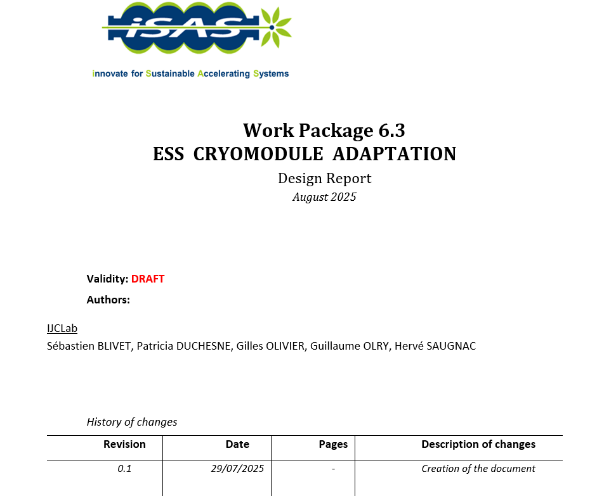 iSAS
Innovate for Sustainable Accelerating Systems
Work Package 6.3
ESS CRYOMODULE ADAPTATION
Design Report
August 2025
Validity: DRAFT
Authors:
IJCLab
Sébastien BLIVET, Patricia DUCHESNE, Gilles OLIVIER, Guillaume OLRY, Hervé SAUGNAC
History of changes
Revision Date Pages Description of changes
0.1 29/07/2025 - Creation of the document